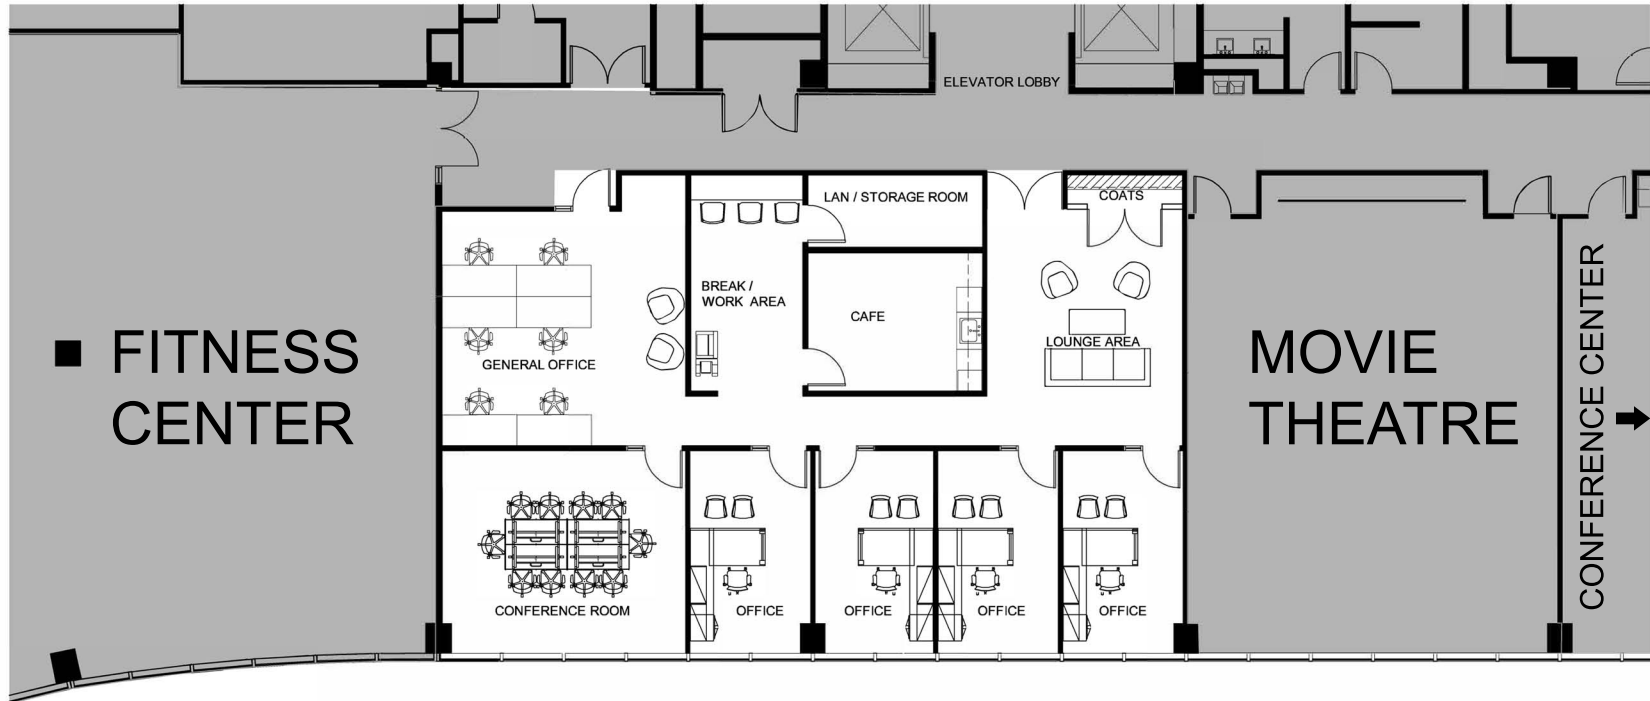 ELEVATOR LOBBY
LAN / STORAGE ROOM
COATS
BREAK /
WORK AREA
CAFE
LOUNGE AREA
GENERAL OFFICE
FITNESS
CENTER
MOVIE
THEATRE
CONFERENCE CENTER
CONFERENCE ROOM
OFFICE
OFFICE
OFFICE
OFFICE